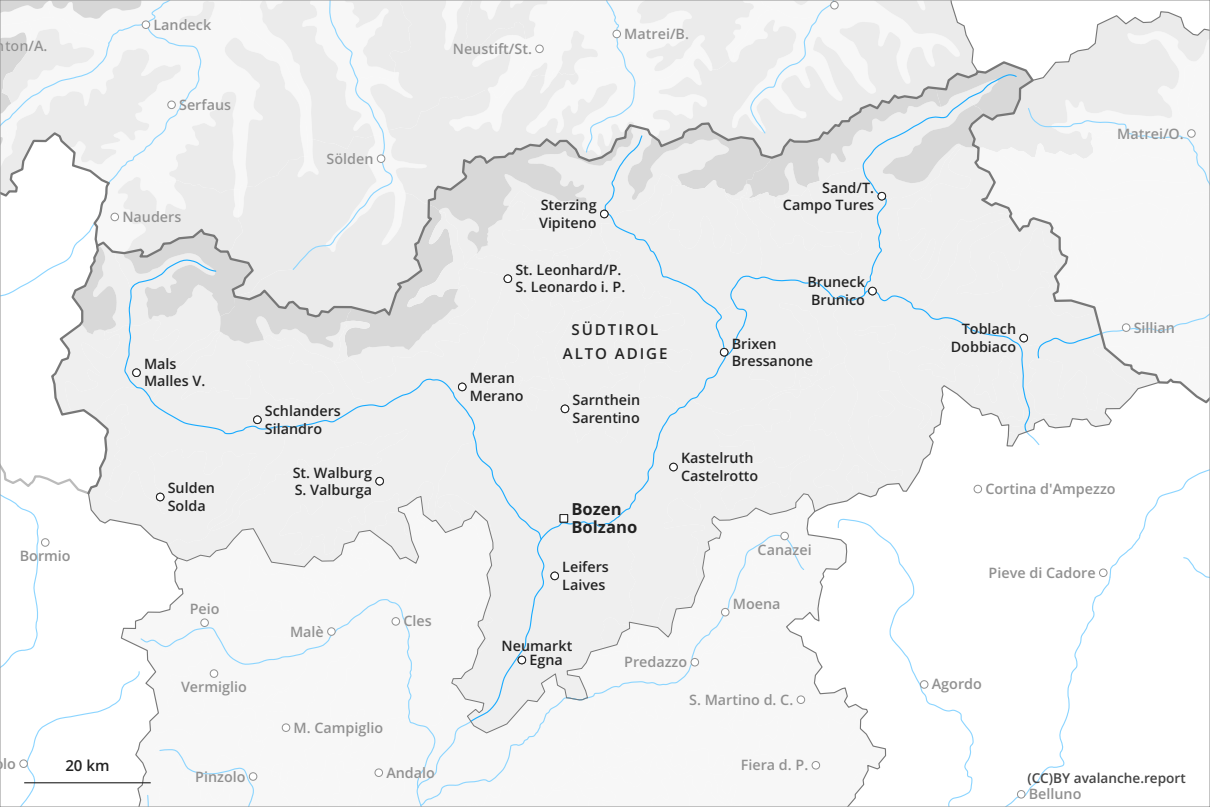 Landeck
Matrei/B.
nton/A.
Neustift/St.
Serfaus
Matrei/O.
Sölden
Sand/T.
Campo Tures
Nauders
Sterzing
Vipiteno
St. Leonhard/P.
S. Leonardo i. P.
Bruneck
Brunico
SÜDTIROL
ALTO ADIGE
Toblach
Dobbiaco
Sillian
Brixen
Bressanone
Mals
Malles V.
Meran
Merano
Sarnthein
Sarentino
Schlanders
Silandro
Kastelruth
Castelrotto
St. Walburg
S. Valburga
Sulden
Solda
Cortina d'Ampezzo
Bozen
Bolzano
Bormio
Canazei
Leifers
Laives
Pieve di Cadore
Peio
Moena
Malè
Cles
Neumarkt
Egna
Predazzo
Vermiglio
Agordo
S. Martino d. C.
M. Campiglio
olo
20 km
Pinzolo
Andalo
Fiera d. P.
(CC)BY avalanche.report
Belluno